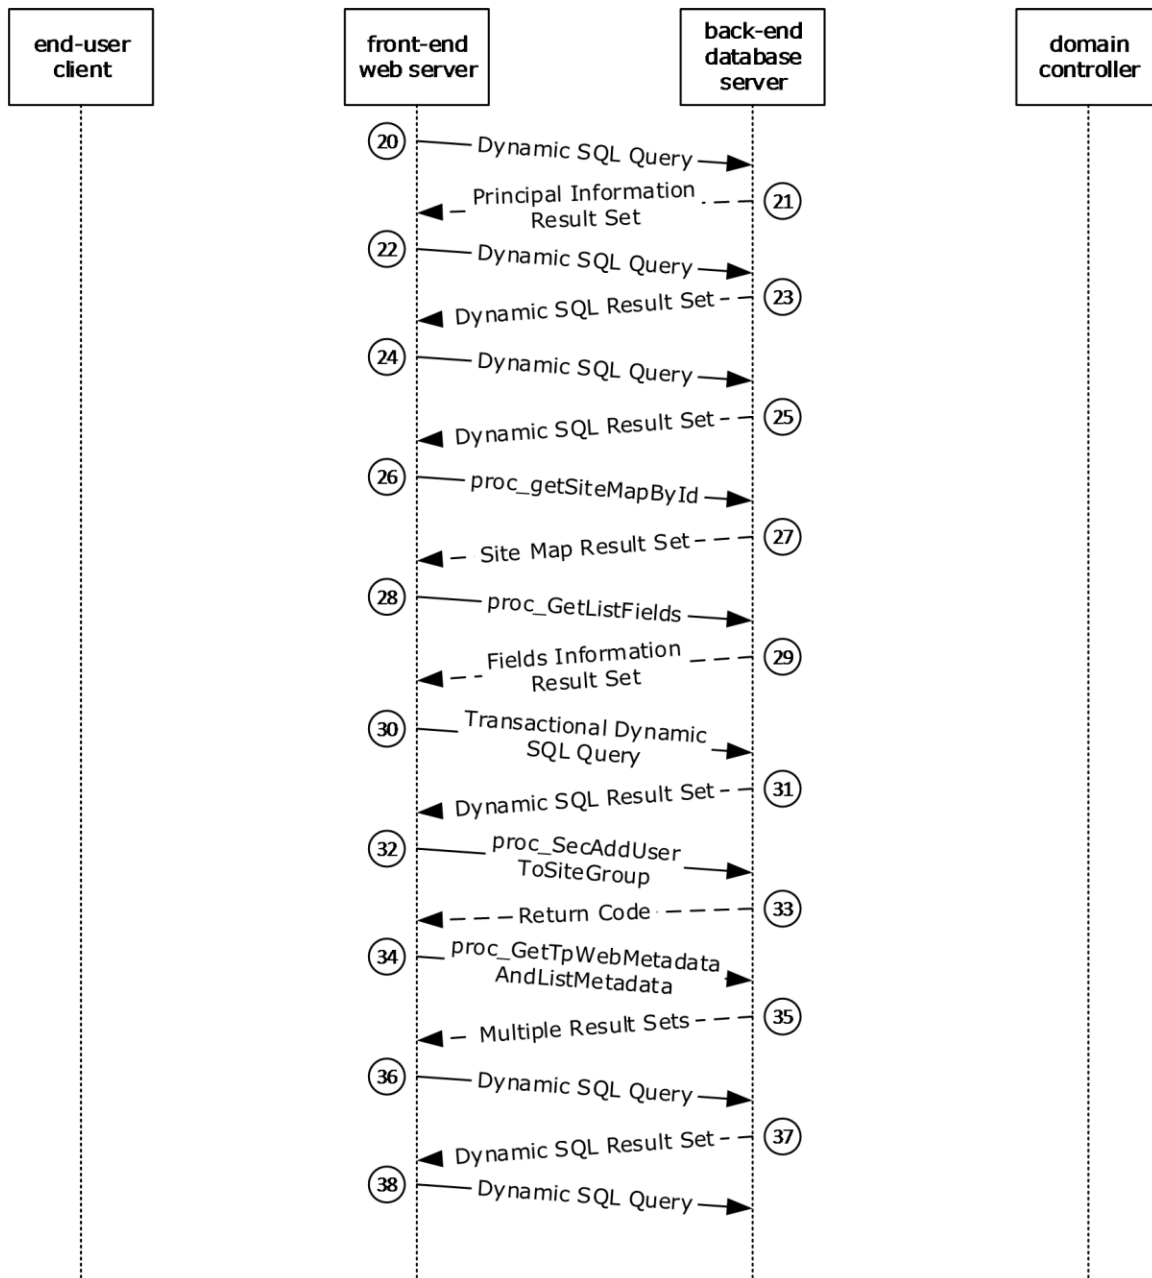 end-user
client
front-end
web server
back-end
database
server
domain
controller
20
Dynamic SQL Query
Principal Information
Result Set
21
22
Dynamic SQL Query
Dynamic SQL Result Set
23
24
Dynamic SQL Query
Dynamic SQL Result Set
25
26
proc_getSiteMapById
Site Map Result Set
27
28
proc_GetListFields
Fields Information
Result Set
29
30
Transactional Dynamic
SQL Query
Dynamic SQL Result Set
31
32
proc_SecAddUser
ToSiteGroup
Return Code
33
34
proc_GetTpWebMetadata
AndListMetadata
Multiple Result Sets
35
36
Dynamic SQL Query
Dynamic SQL Result Set
37
38
Dynamic SQL Query